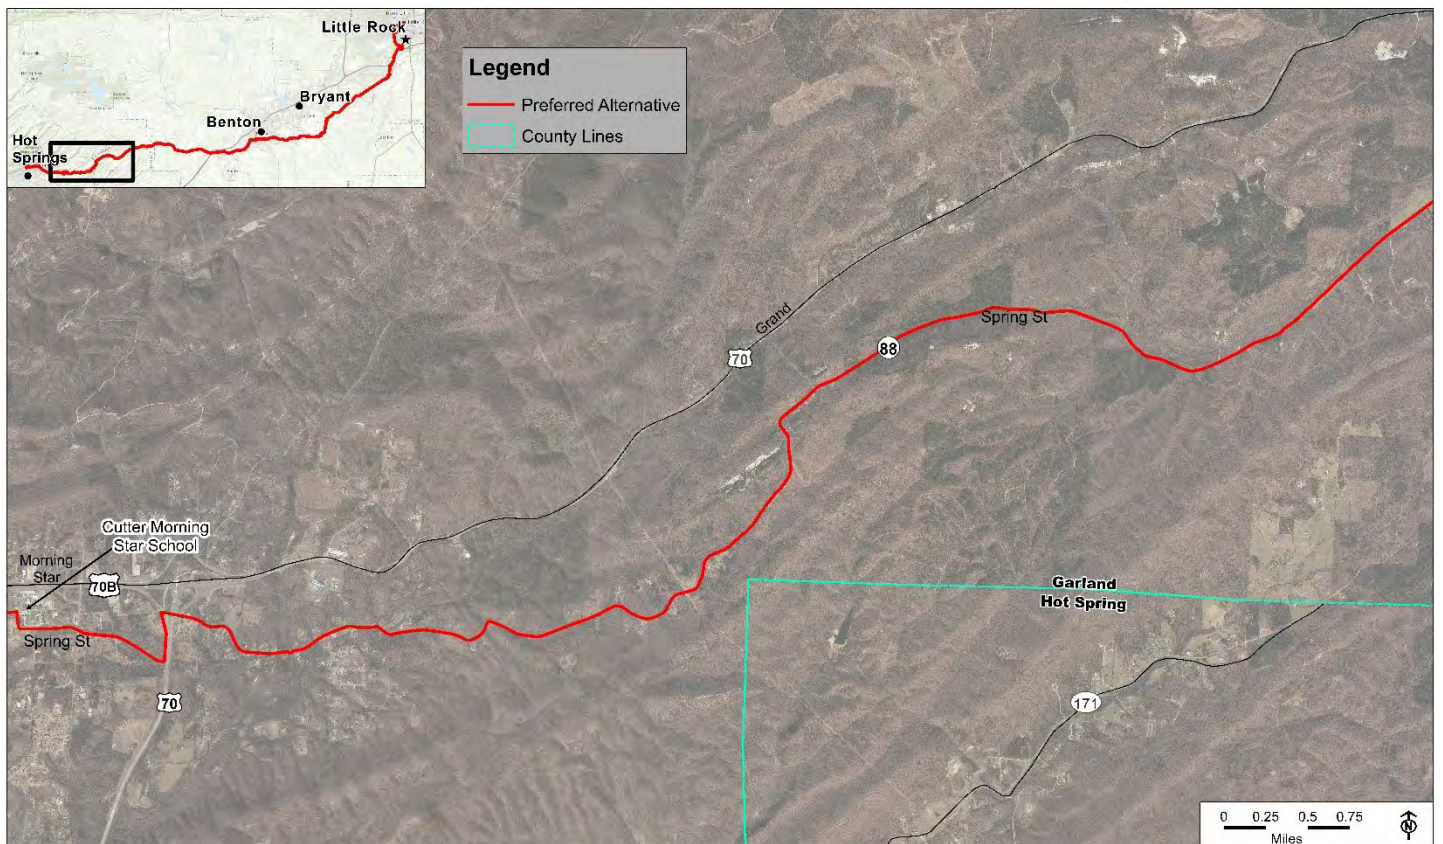 Little Rock
Bryant
Benton
Hot
Springs
Legend
Preferred Alternative
County Lines
Grand
70
88
Spring St
Cutter Morning
Star School
Morning
Star
70B
Spring St
70
Garland
Hot Spring
171
0 0.25 0.5 0.75
Miles
N